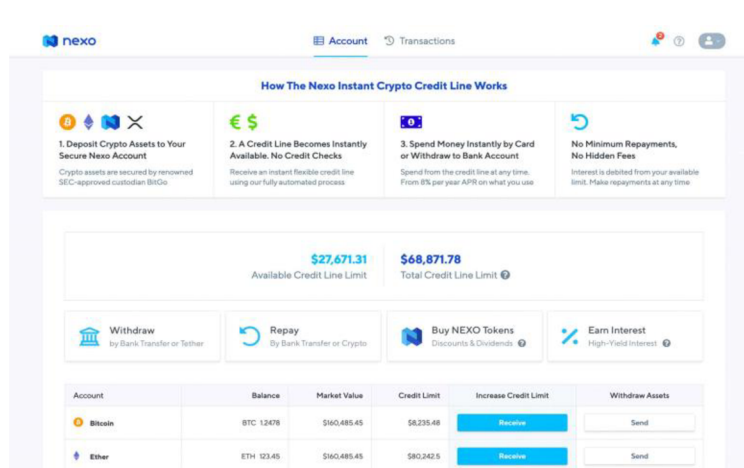 nexo
Account
Transactions
2
How The Nexo Instant Crypto Credit Line Works
1. Deposit Crypto Assets to Your
Secure Nexo Account
Crypto assets are secured by renowned
SEC-approved custodian BitGo
2. A Credit Line Becomes Instantly
Available. No Credit Checks
Receive an instant flexible credit line
using our fully automated process
3. Spend Money Instantly by Card
or Withdraw to Bank Account
Spend from the credit line at any time.
From 8% per year APR on what you use
No Minimum Repayments,
No Hidden Fees
Interest is debited from your available
limit. Make repayments at any time
$27,671.31
Available Credit Line Limit
$68,871.78
Total Credit Line Limit
Withdraw
by Bank Transfer or Tether
Repay
By Bank Transfer or Crypto
Buy NEXO Tokens
Discounts & Dividends
Earn Interest
High-Yield Interest
Account Balance Market Value Credit Limit Increase Credit Limit Withdraw Assets
Bitcoin BTC 1.2478 $160,485.45 $8,235.48 Receive Send
Ether ETH 123.45 $160,485.45 $80,242.5 Receive Send